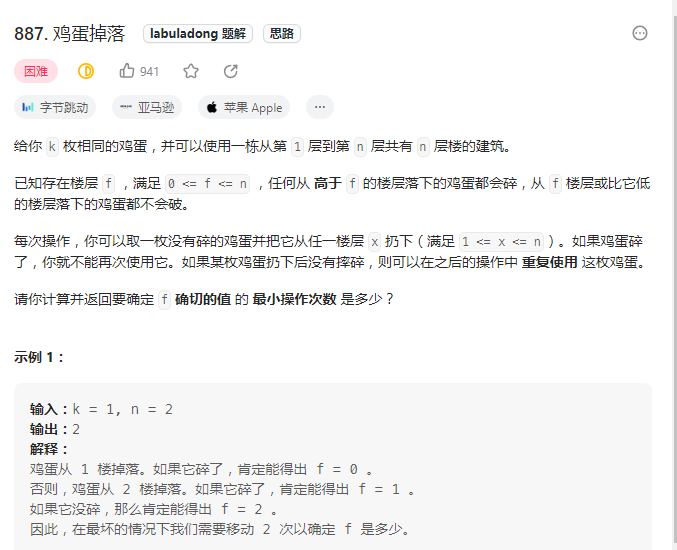 887. 鸡蛋掉落 labuladong 题解 思路
困难 941
字节跳动 亚马逊 苹果 Apple ...
给你 k 枚相同的鸡蛋，并可以使用一栋从第 1 层到第 n 层共有 n 层楼的建筑。
已知存在楼层 f ，满足 0 <= f <= n ，任何从 高于 f 的楼层落下的鸡蛋都会碎，从 f 楼层或比它低
的楼层落下的鸡蛋都不会破。
每次操作，你可以取一枚没有碎的鸡蛋并把它从任一楼层 x 扔下（满足 1 <= x <= n）。如果鸡蛋碎
了，你就不能再次使用它。如果某枚鸡蛋扔下后没有摔碎，则可以在之后的操作中 重复使用 这枚鸡蛋。
请你计算并返回要确定 f 确切的值 的 最小操作次数 是多少？
示例 1：
输入：k = 1, n = 2
输出：2
解释：
鸡蛋从 1 楼掉落。如果它碎了，肯定能得出 f = 0 。
否则，鸡蛋从 2 楼掉落。如果它碎了，肯定能得出 f = 1 。
如果它没碎，那么肯定能得出 f = 2 。
因此，在最坏的情况下我们需要移动 2 次以确定 f 是多少。